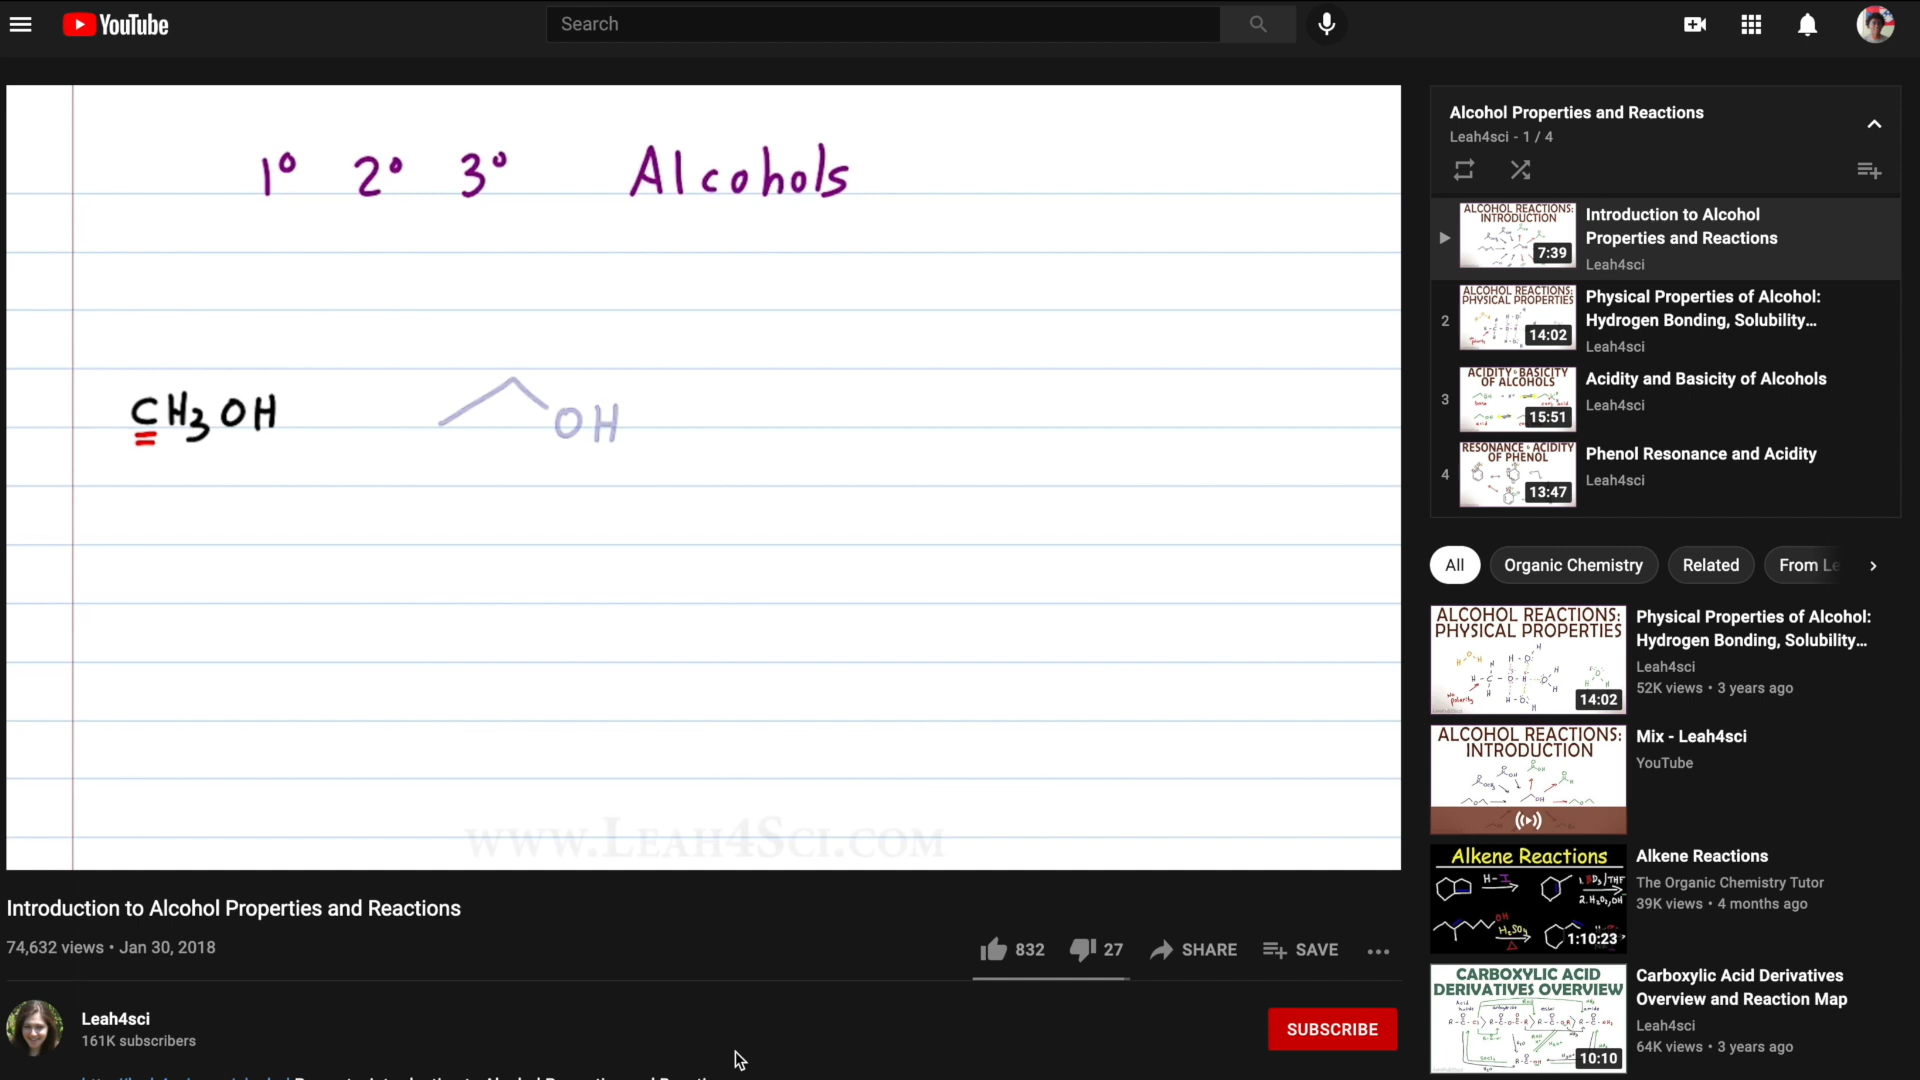 YouTube
Search
1° 2° 3° Alcohols
CH3OH
OH
www.Leah4Sci.com
Introduction to Alcohol Properties and Reactions
74,632 views • Jan 30, 2018
832
27
SHARE
SAVE
Leah4sci
161K subscribers
SUBSCRIBE
Alcohol Properties and Reactions
Leah4sci - 1 / 4
ALCOHOL REACTIONS:
INTRODUCTION
7:39
Introduction to Alcohol
Properties and Reactions
Leah4sci
2
ALCOHOL REACTIONS:
PHYSICAL PROPERTIES
14:02
Physical Properties of Alcohol:
Hydrogen Bonding, Solubility...
Leah4sci
3
ACIDITY + BASICITY
OF ALCOHOLS
15:51
Acidity and Basicity of Alcohols
Leah4sci
4
RESONANCE + ACIDITY
OF PHENOL
13:47
Phenol Resonance and Acidity
Leah4sci
All
Organic Chemistry
Related
From Le
ALCOHOL REACTIONS:
PHYSICAL PROPERTIES
No
polarity
14:02
Physical Properties of Alcohol:
Hydrogen Bonding, Solubility...
Leah4sci
52K views • 3 years ago
ALCOHOL REACTIONS:
INTRODUCTION
Mix - Leah4sci
YouTube
Alkene Reactions
H-I
1:10:23
Alkene Reactions
The Organic Chemistry Tutor
39K views • 4 months ago
CARBOXYLIC ACID
DERIVATIVES OVERVIEW
10:10
Carboxylic Acid Derivatives
Overview and Reaction Map
Leah4sci
64K views • 3 years ago